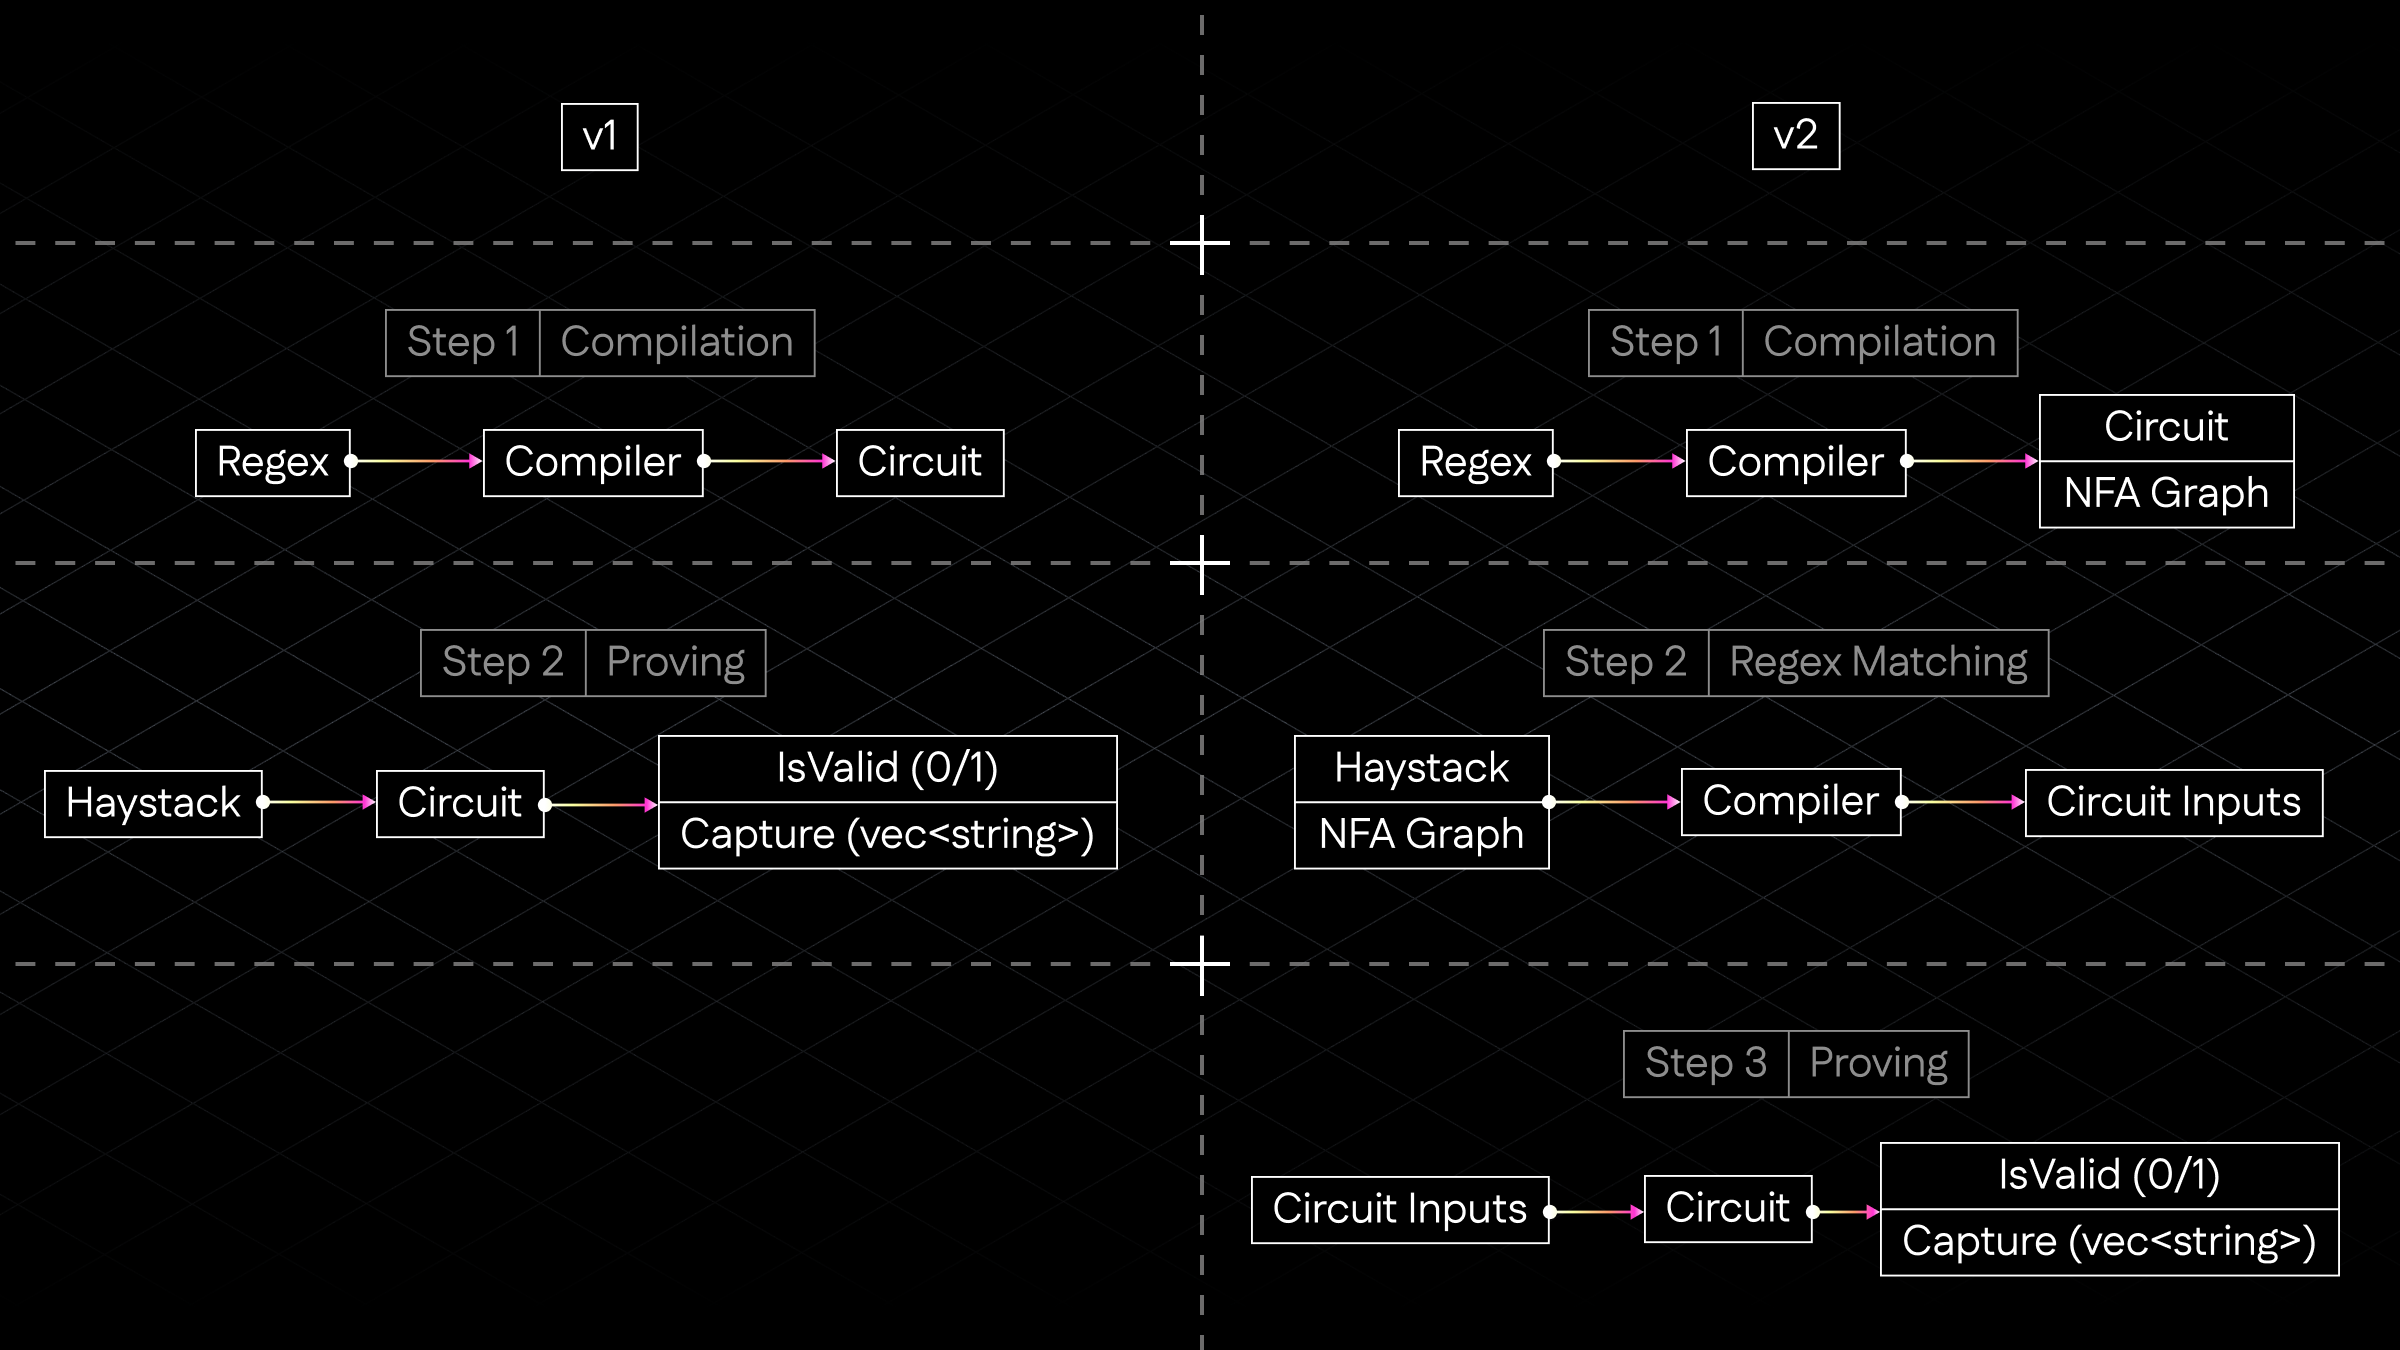 v1
v2
Step 1 Compilation
Regex Compiler Circuit
Step 1 Compilation
Regex Compiler Circuit
NFA Graph
Step 2 Proving
Haystack Circuit IsValid (0/1)
Capture (vec<string>)
Step 2 Regex Matching
Haystack
NFA Graph
Compiler Circuit Inputs
Step 3 Proving
Circuit Inputs Circuit IsValid (0/1)
Capture (vec<string>)